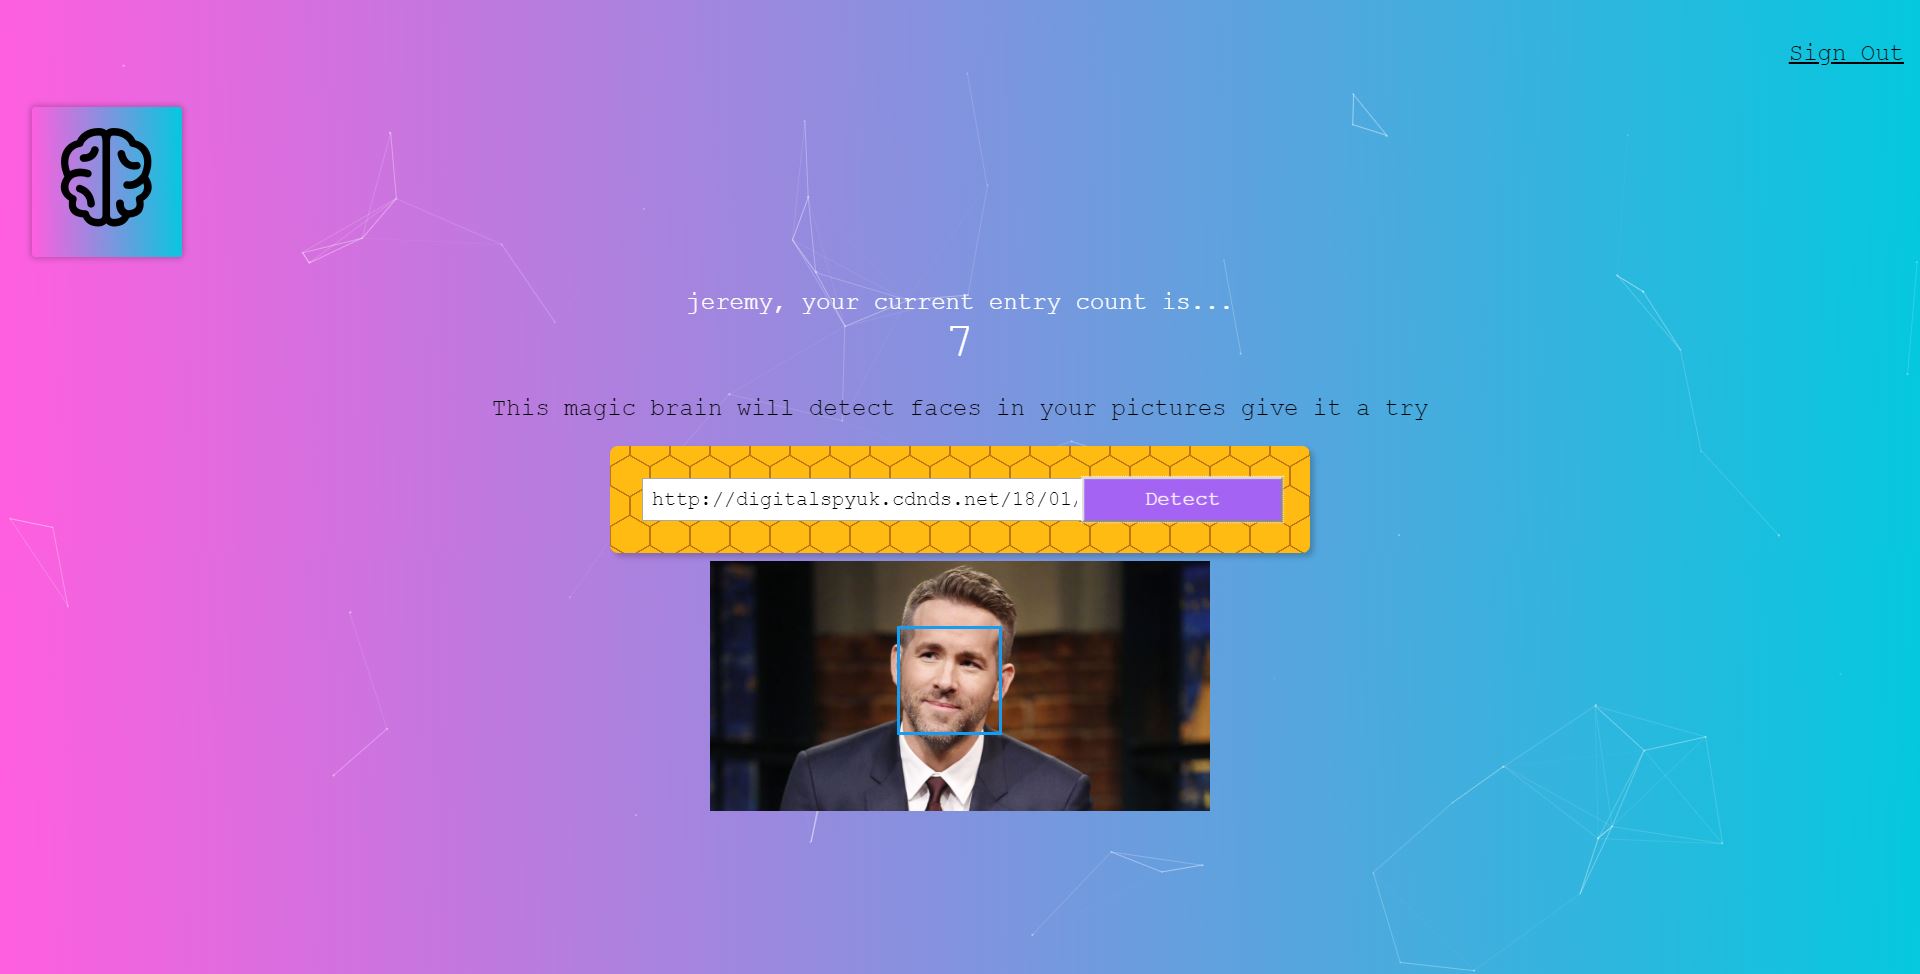 Sign Out
jeremy, your current entry count is...
7
This magic brain will detect faces in your pictures give it a try
http://digitalspyuk.cdnds.net/18/01/
Detect